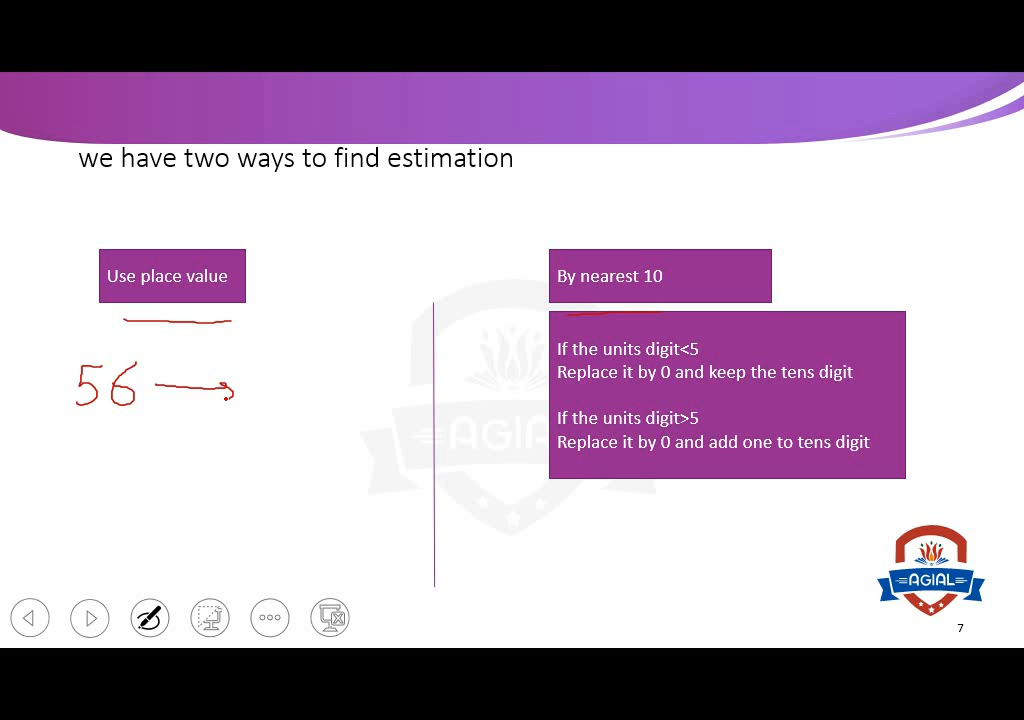 we have two ways to find estimation
Use place value
56
By nearest 10
If the units digit<5
Replace it by 0 and keep the tens digit
If the units digit>5
Replace it by 0 and add one to tens digit
AGIAL
AGIAL
7